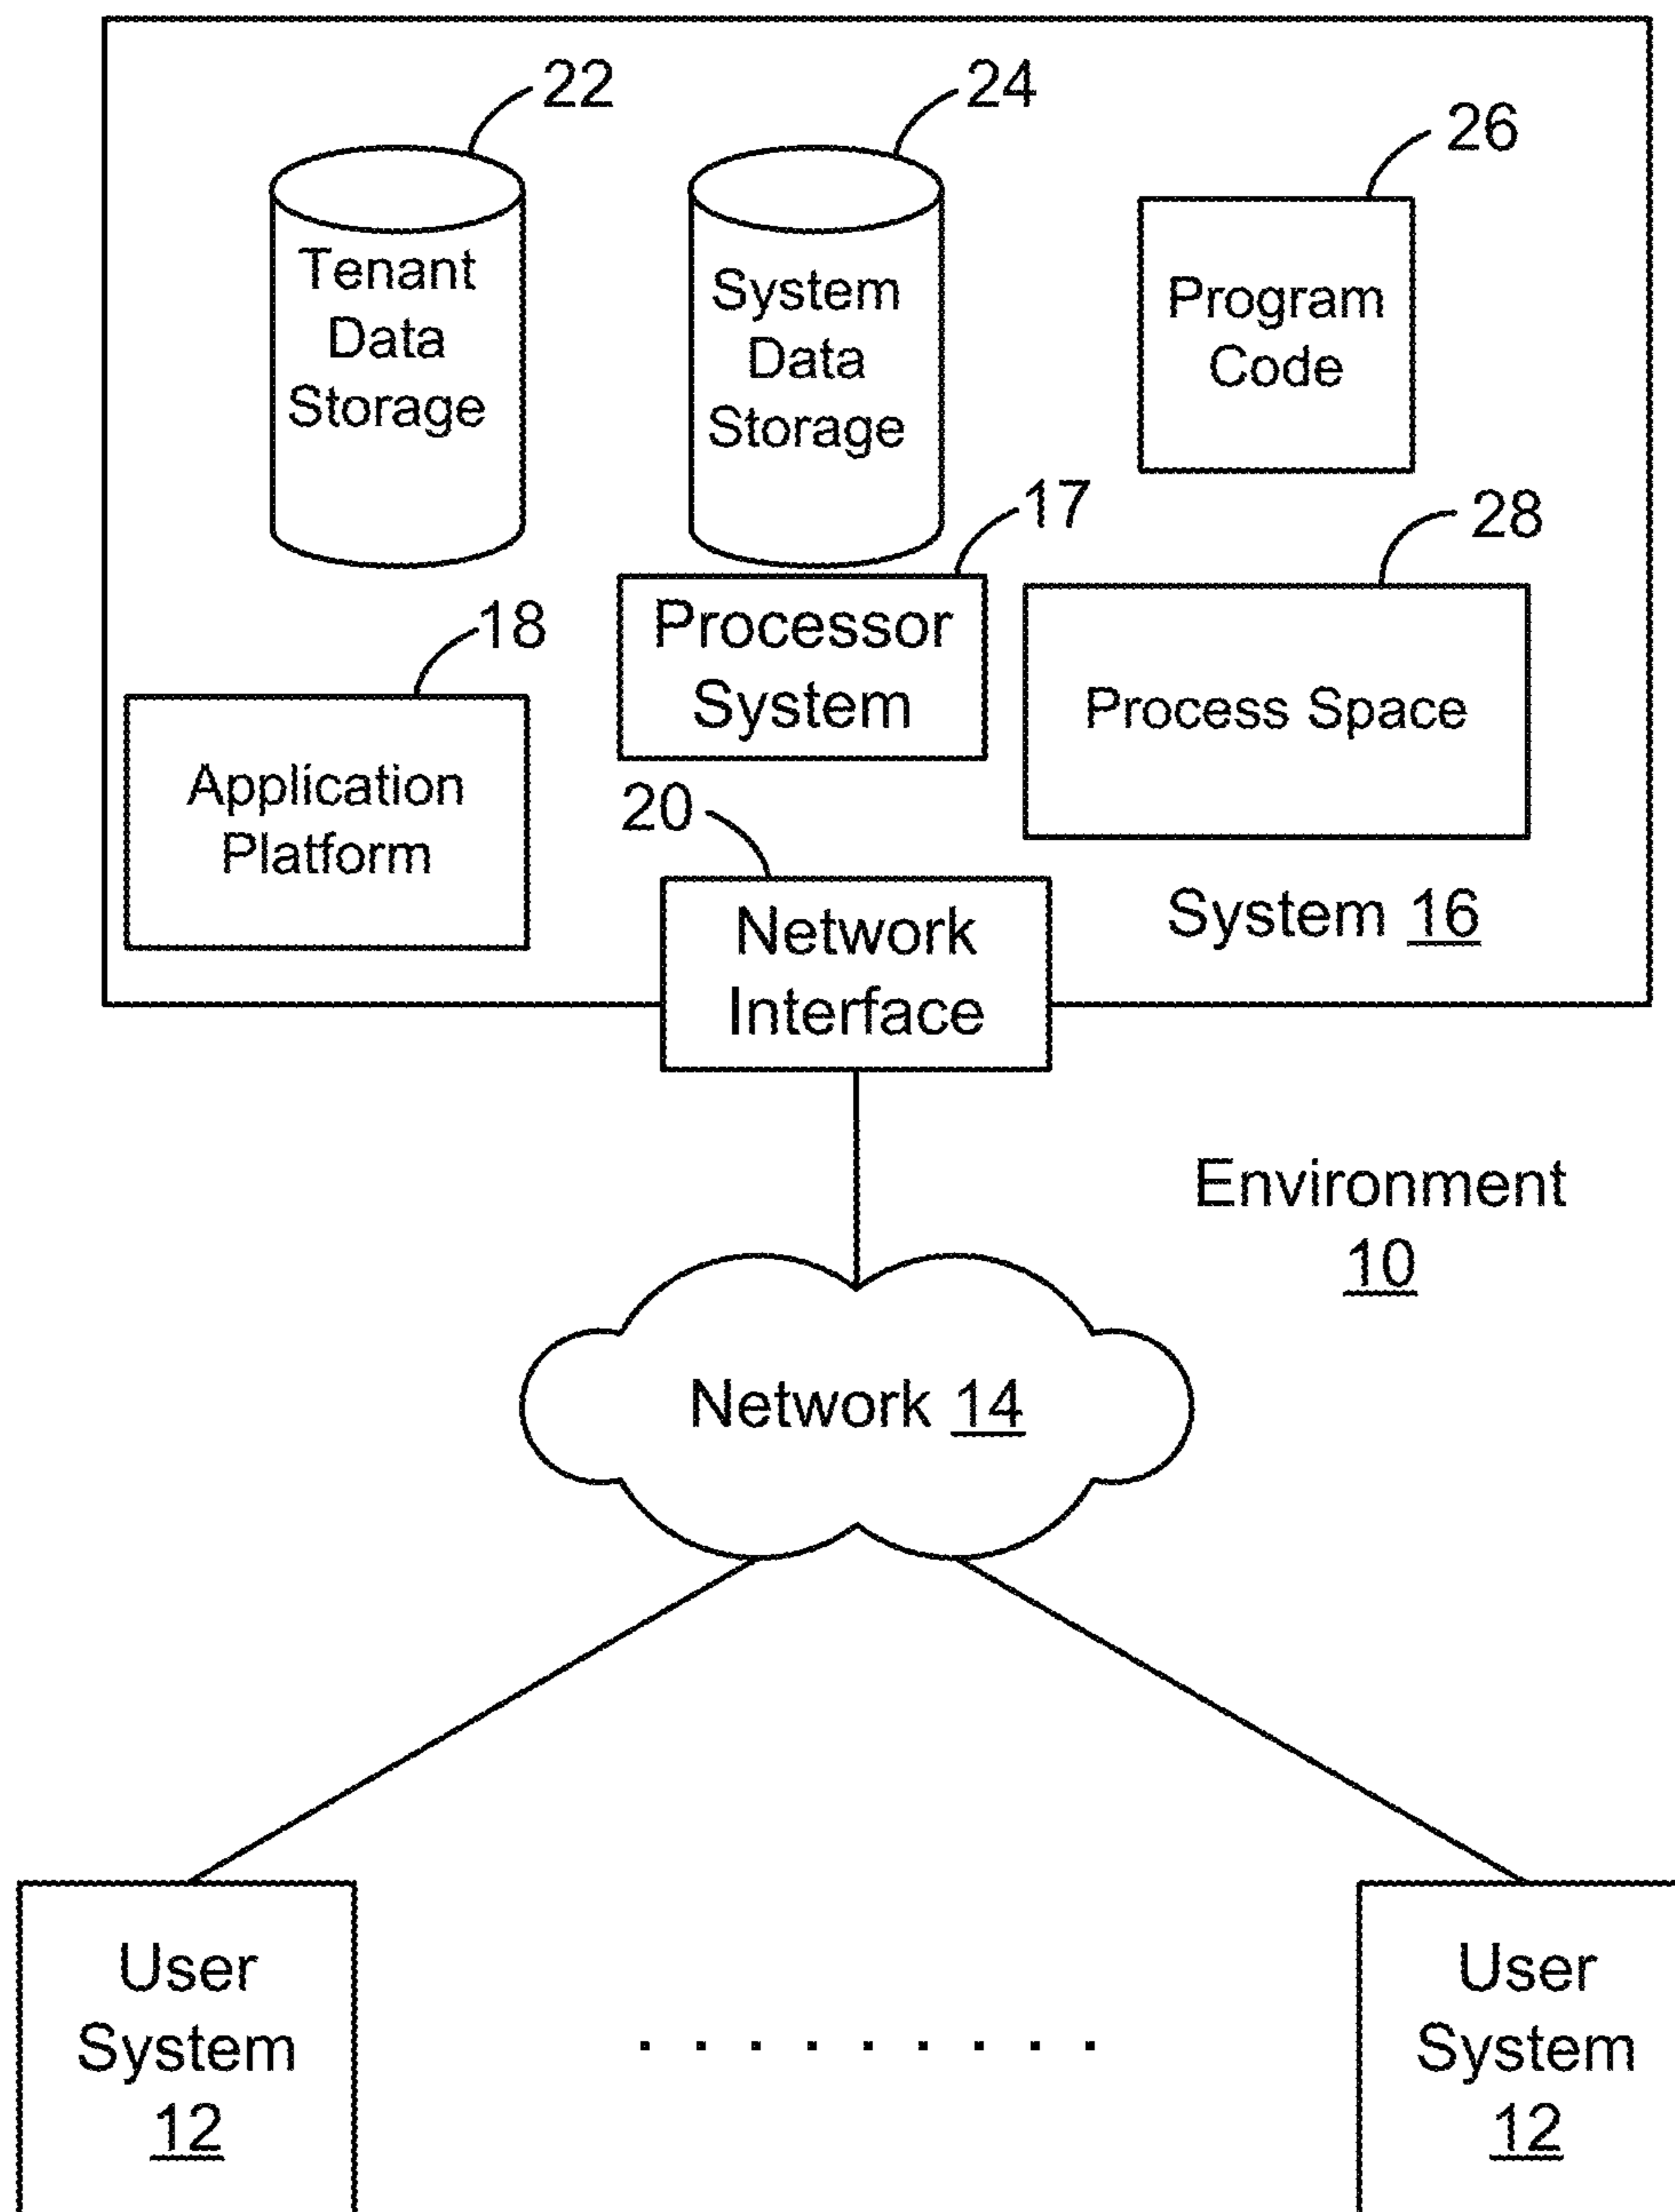 22
24
26
Tenant
Data
Storage
System
Data
Storage
Program
Code
17
28
18
Processor
System
Process Space
Application
Platform
20
Network
Interface
System 16
Environment
10
Network 14
User
System
12
. . . . . . . . .
User
System
12